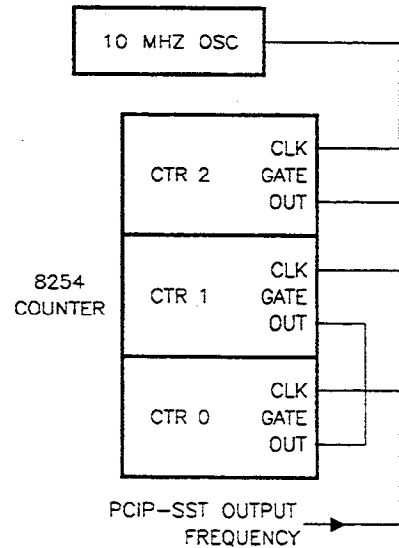 10 MHZ OSC
CLK
CTR 2
GATE
OUT
CLK
8254
COUNTER
CTR 1
GATE
OUT
CLK
CTR 0
GATE
OUT
PCIP-SST OUTPUT
FREQUENCY